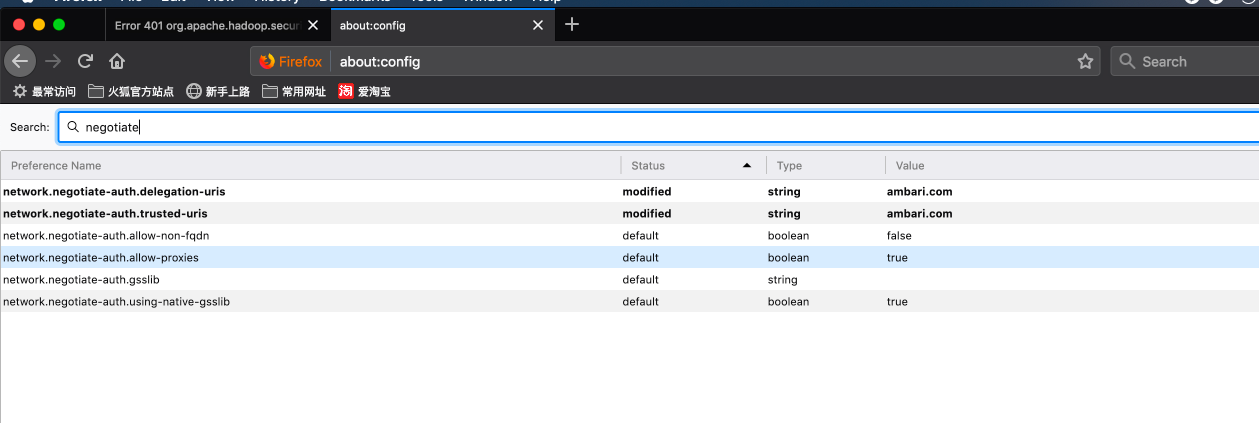 Error 401 org.apache.hadoop.secur
about:config
Firefox about:config Search
最常访问 火狐官方站点 新手上路 常用网址 淘 爱淘宝
Search: negotiate
Preference Name Status Type Value
network.negotiate-auth.delegation-uris modified string ambari.com
network.negotiate-auth.trusted-uris modified string ambari.com
network.negotiate-auth.allow-non-fqdn default boolean false
network.negotiate-auth.allow-proxies default boolean true
network.negotiate-auth.gsslib default string
network.negotiate-auth.using-native-gsslib default boolean true